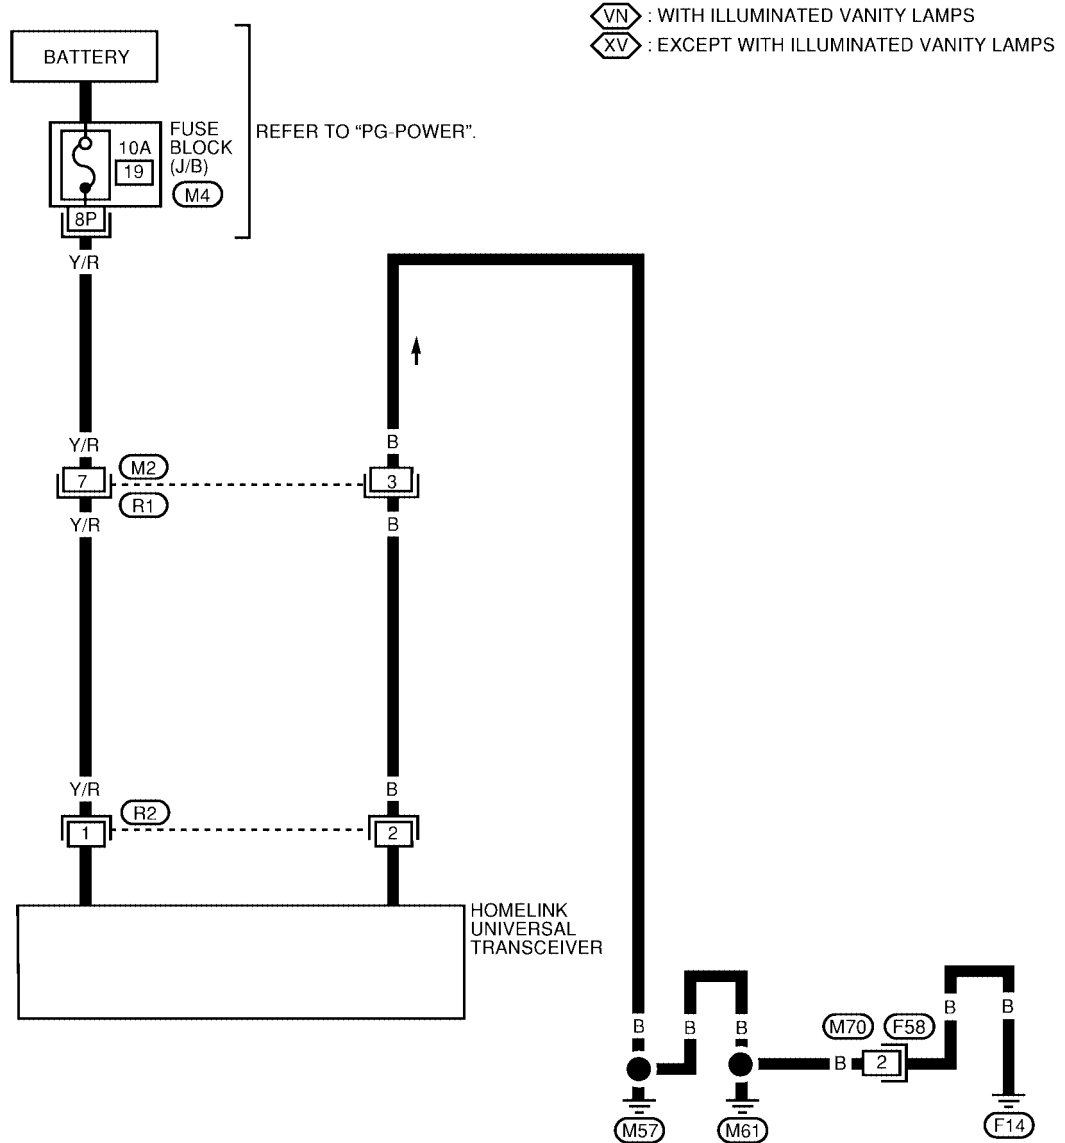 VN : WITH ILLUMINATED VANITY LAMPS
XV : EXCEPT WITH ILLUMINATED VANITY LAMPS
BATTERY
FUSE
BLOCK
(J/B)
10A
19
M4
REFER TO “PG-POWER”.
8P
Y/R
Y/R
B
7
M2
3
R1
Y/R
B
Y/R
B
R2
1
2
HOMELINK
UNIVERSAL
TRANSCEIVER
B
B
B
M70
F58
B
B
B
2
M57
M61
F14